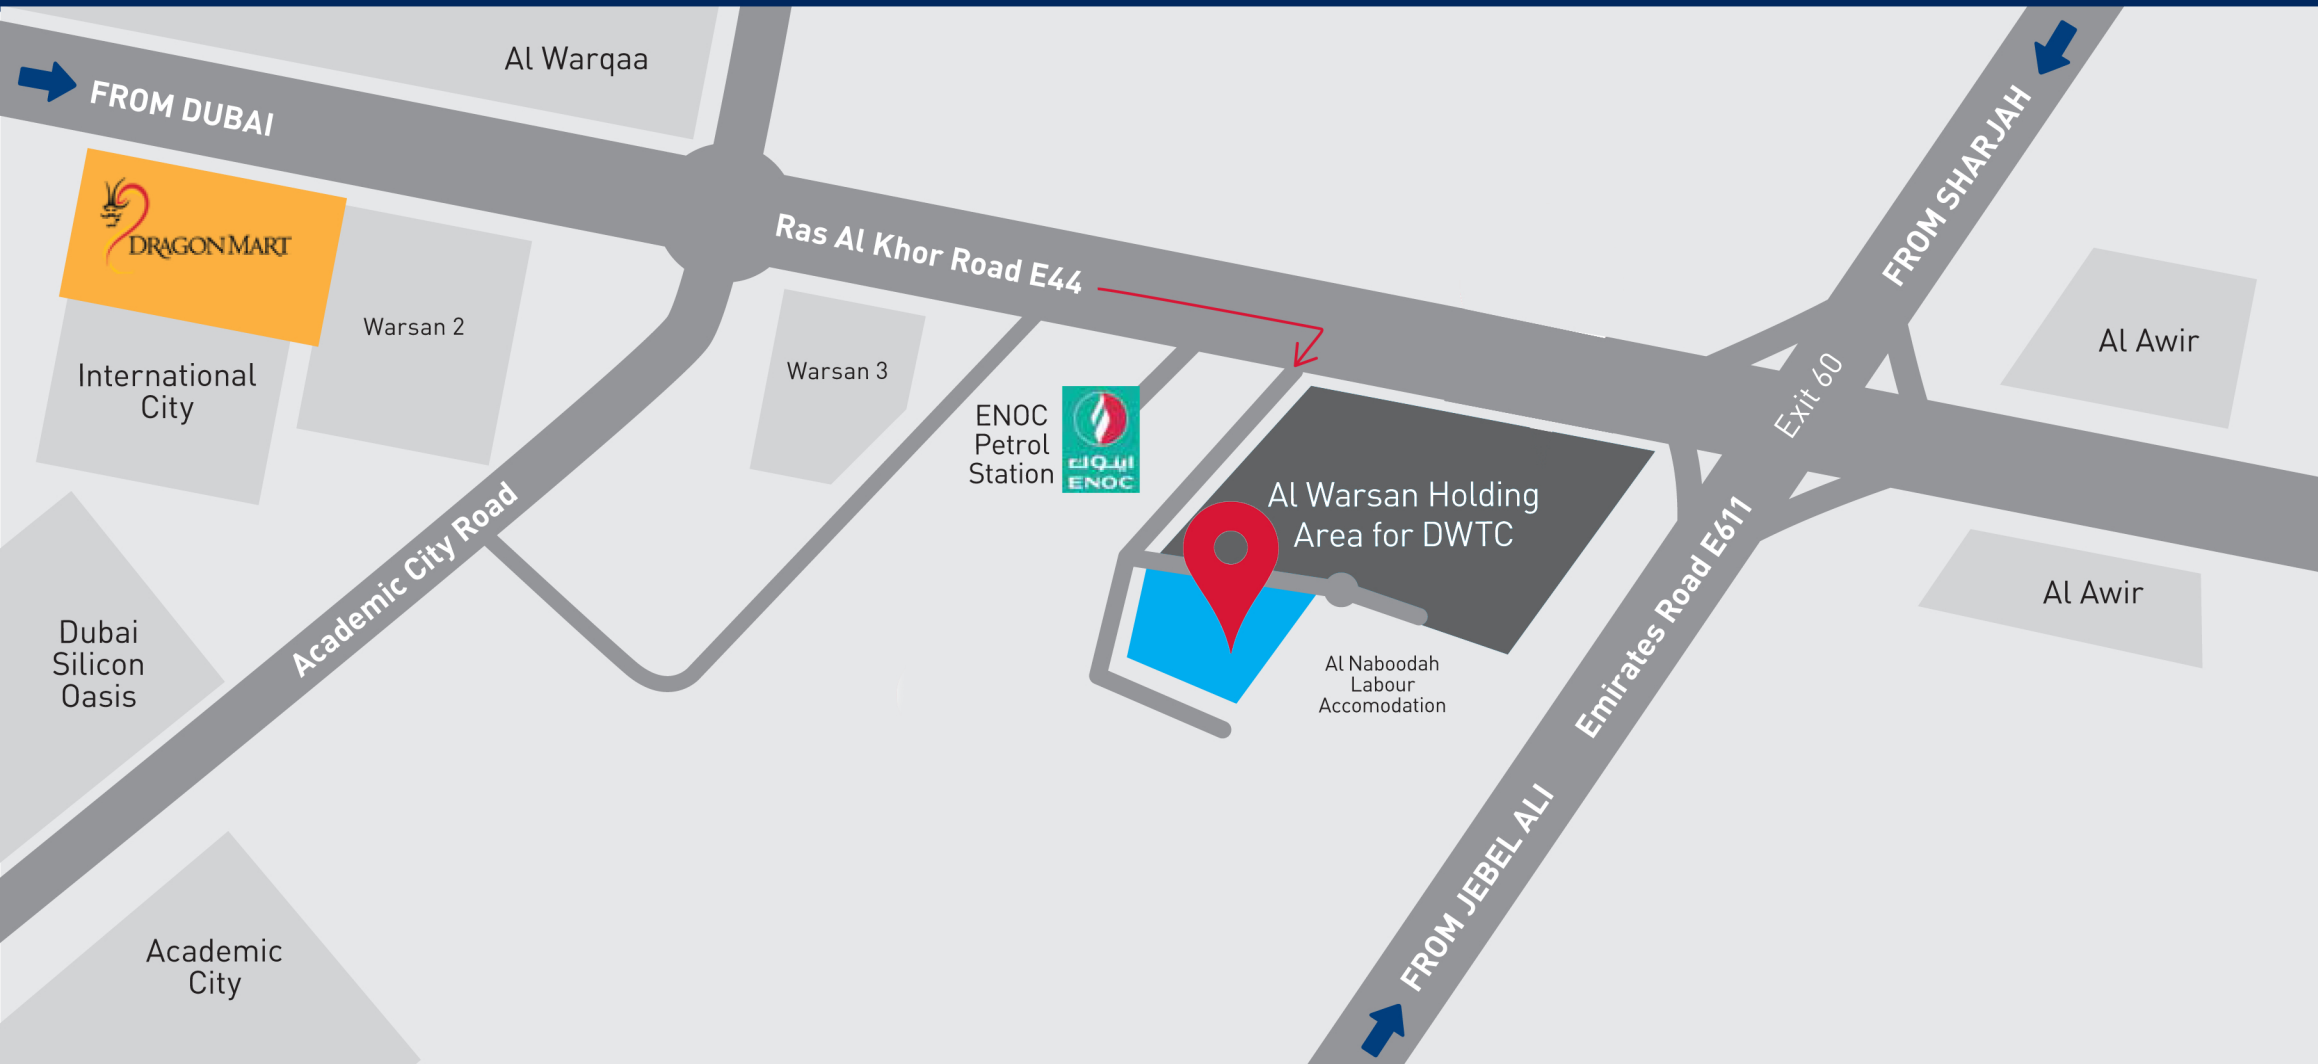 Al Warqaa
FROM DUBAI
DRAGON MART
Warsan 2
International
City
Ras Al Khor Road E44
Warsan 3
ENOC
Petrol
Station
اينوك
ENOC
Al Warsan Holding
Area for DWTC
FROM SHARJAH
Exit 60
Al Awir
Al Awir
Emirates Road E611
Al Naboodah
Labour
Accomodation
Academic City Road
Dubai
Silicon
Oasis
FROM JEBEL ALI
Academic
City